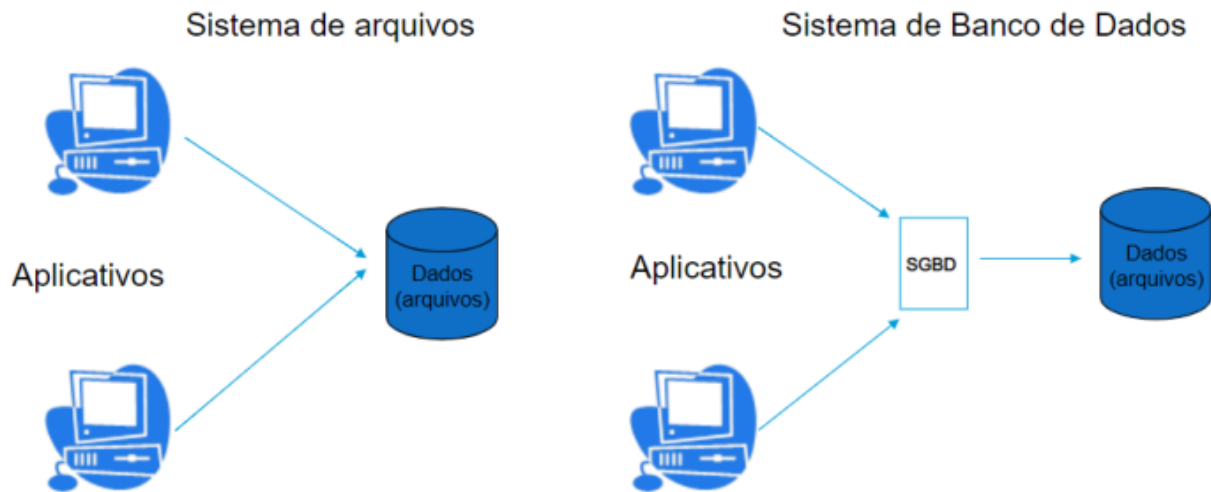 Sistema de arquivos
Aplicativos
Dados
(arquivos)
Sistema de Banco de Dados
Aplicativos
SGBD
Dados
(arquivos)